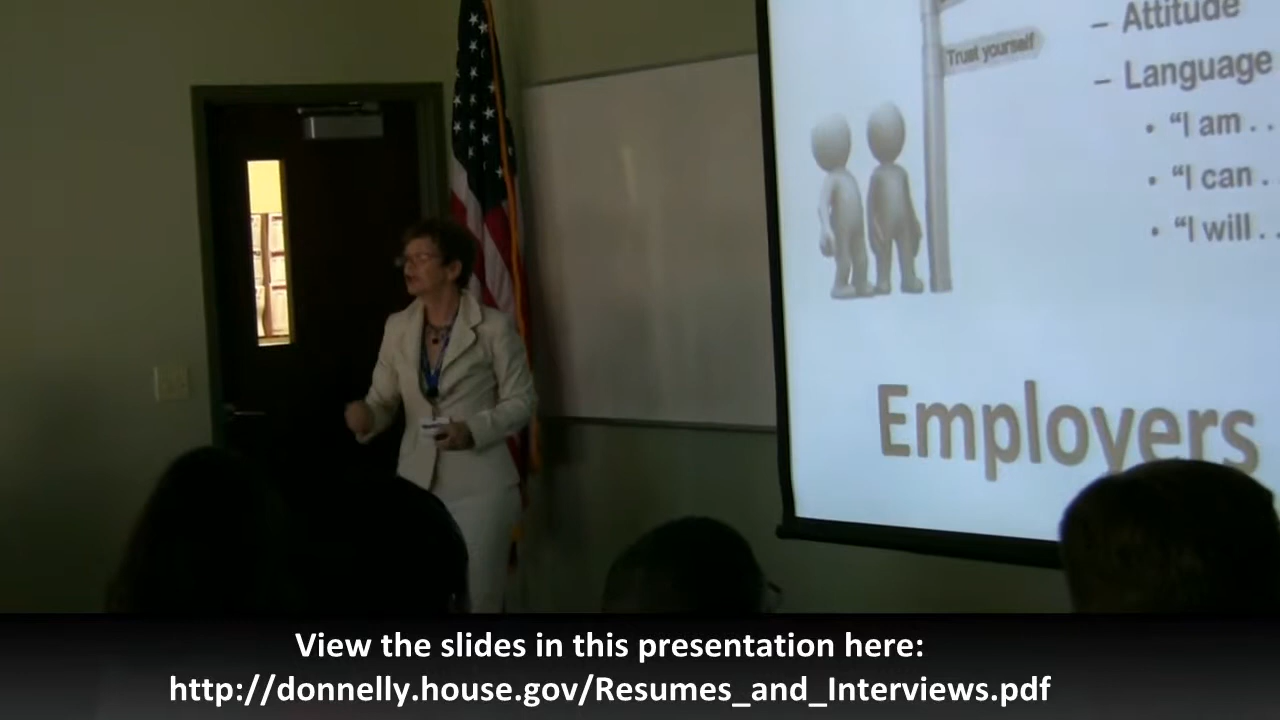 – Attitude
Trust yourself
– Language
• “I am . .
• “I can .
• “I will . .
Employers
View the slides in this presentation here:
http://donnelly.house.gov/Resumes_and_Interviews.pdf